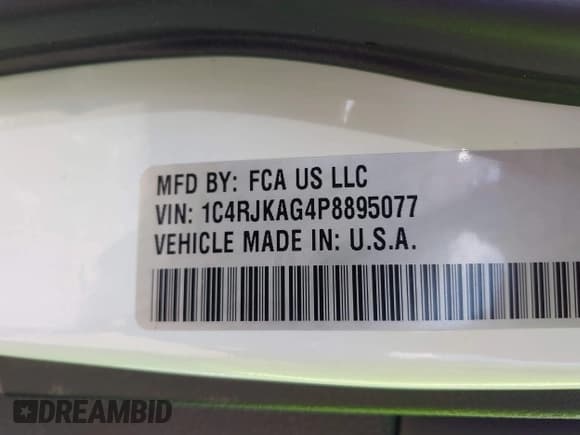 MFD BY: FCA US LLC
VIN: 1C4RJKAG4P8895077
VEHICLE MADE IN: U.S.A.
DREAMBID